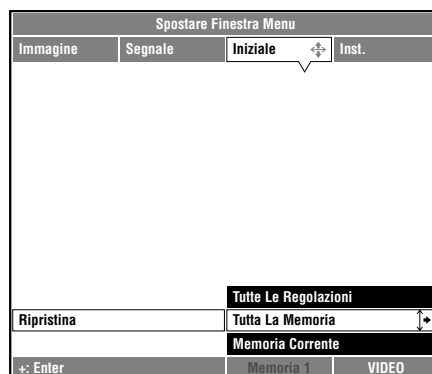 Spostare Finestra Menu
Immagine Segnale Iniziale Inst.
Tutte Le Regolazioni
Ripristina Tutta La Memoria
Memoria Corrente
+: Enter Memoria 1 VIDEO